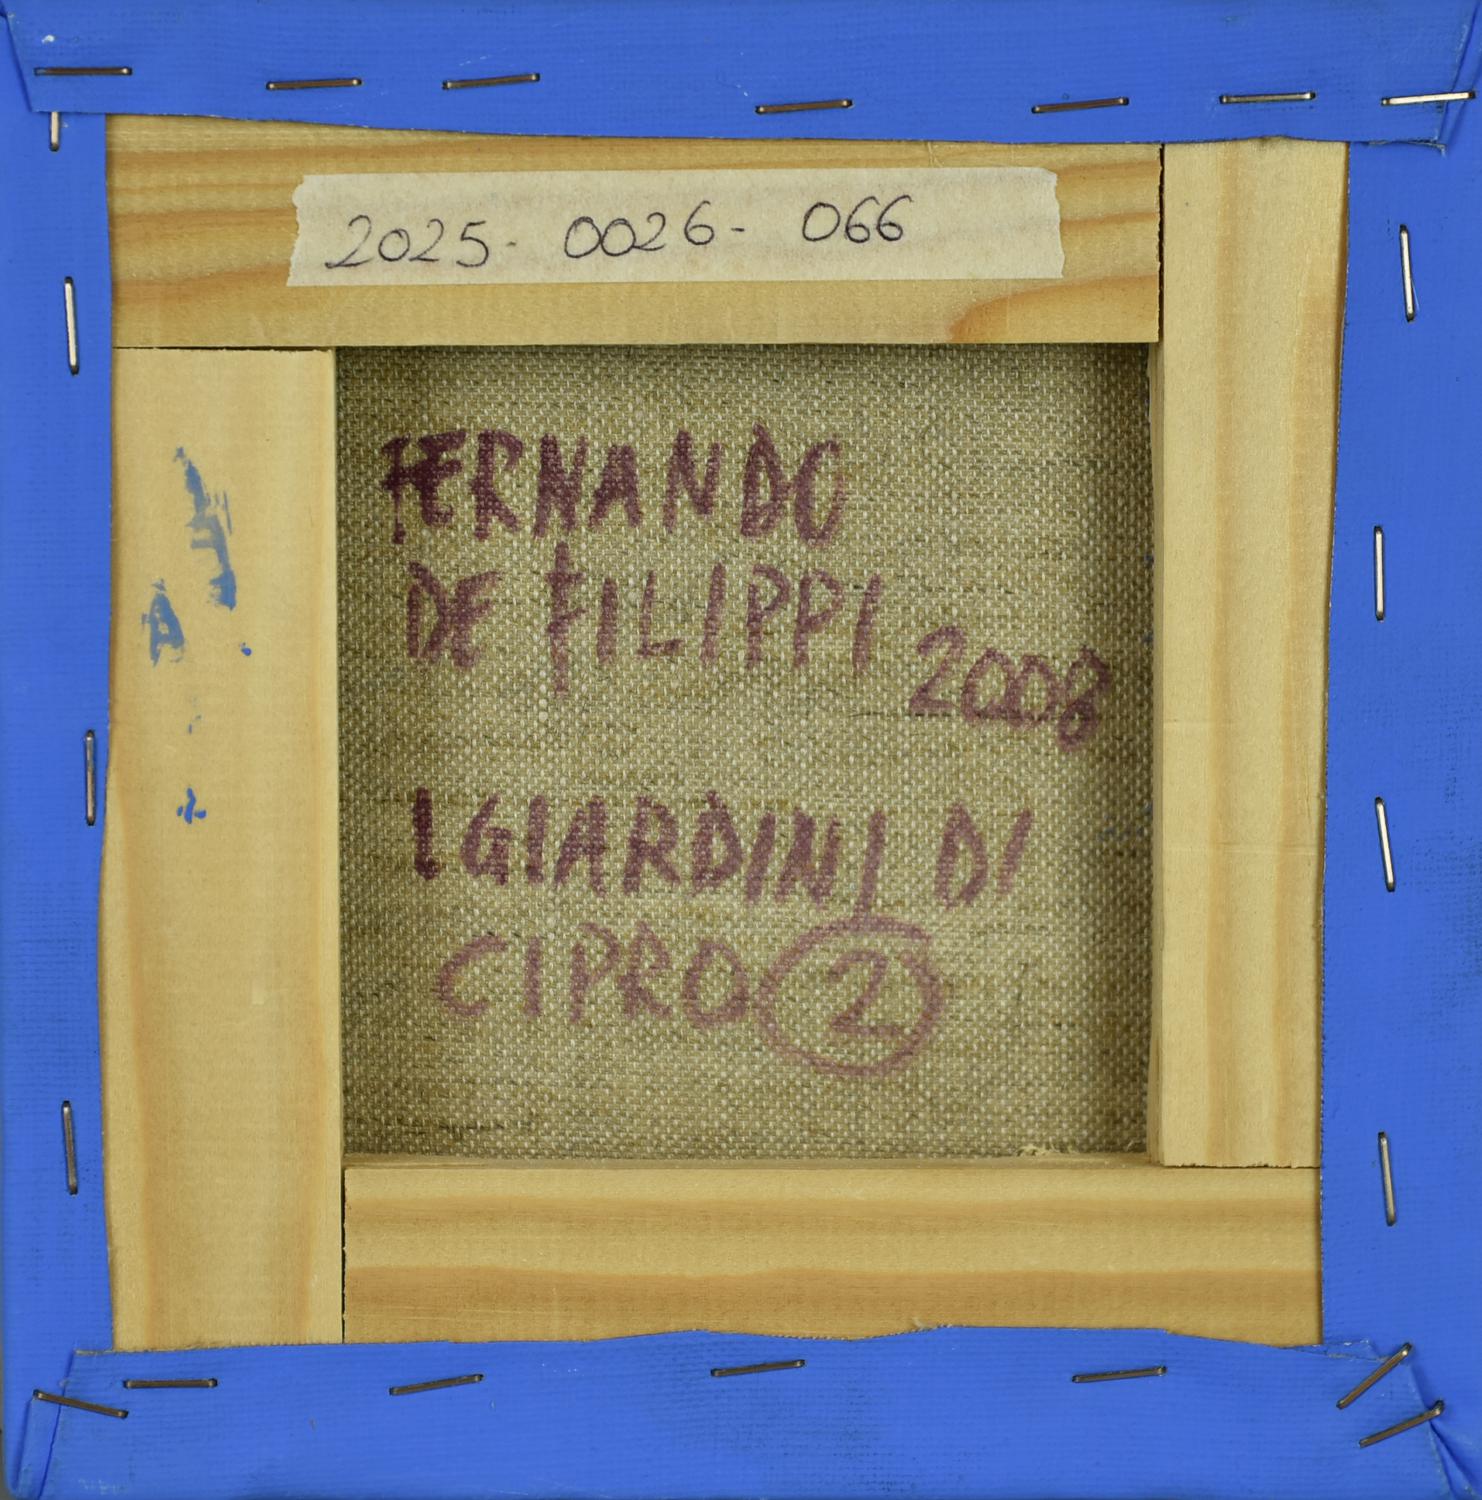 2025- 0026- 066
FERNANDO
DE FILIPPI 2008
I GIARDINI DI
CIPRO 2